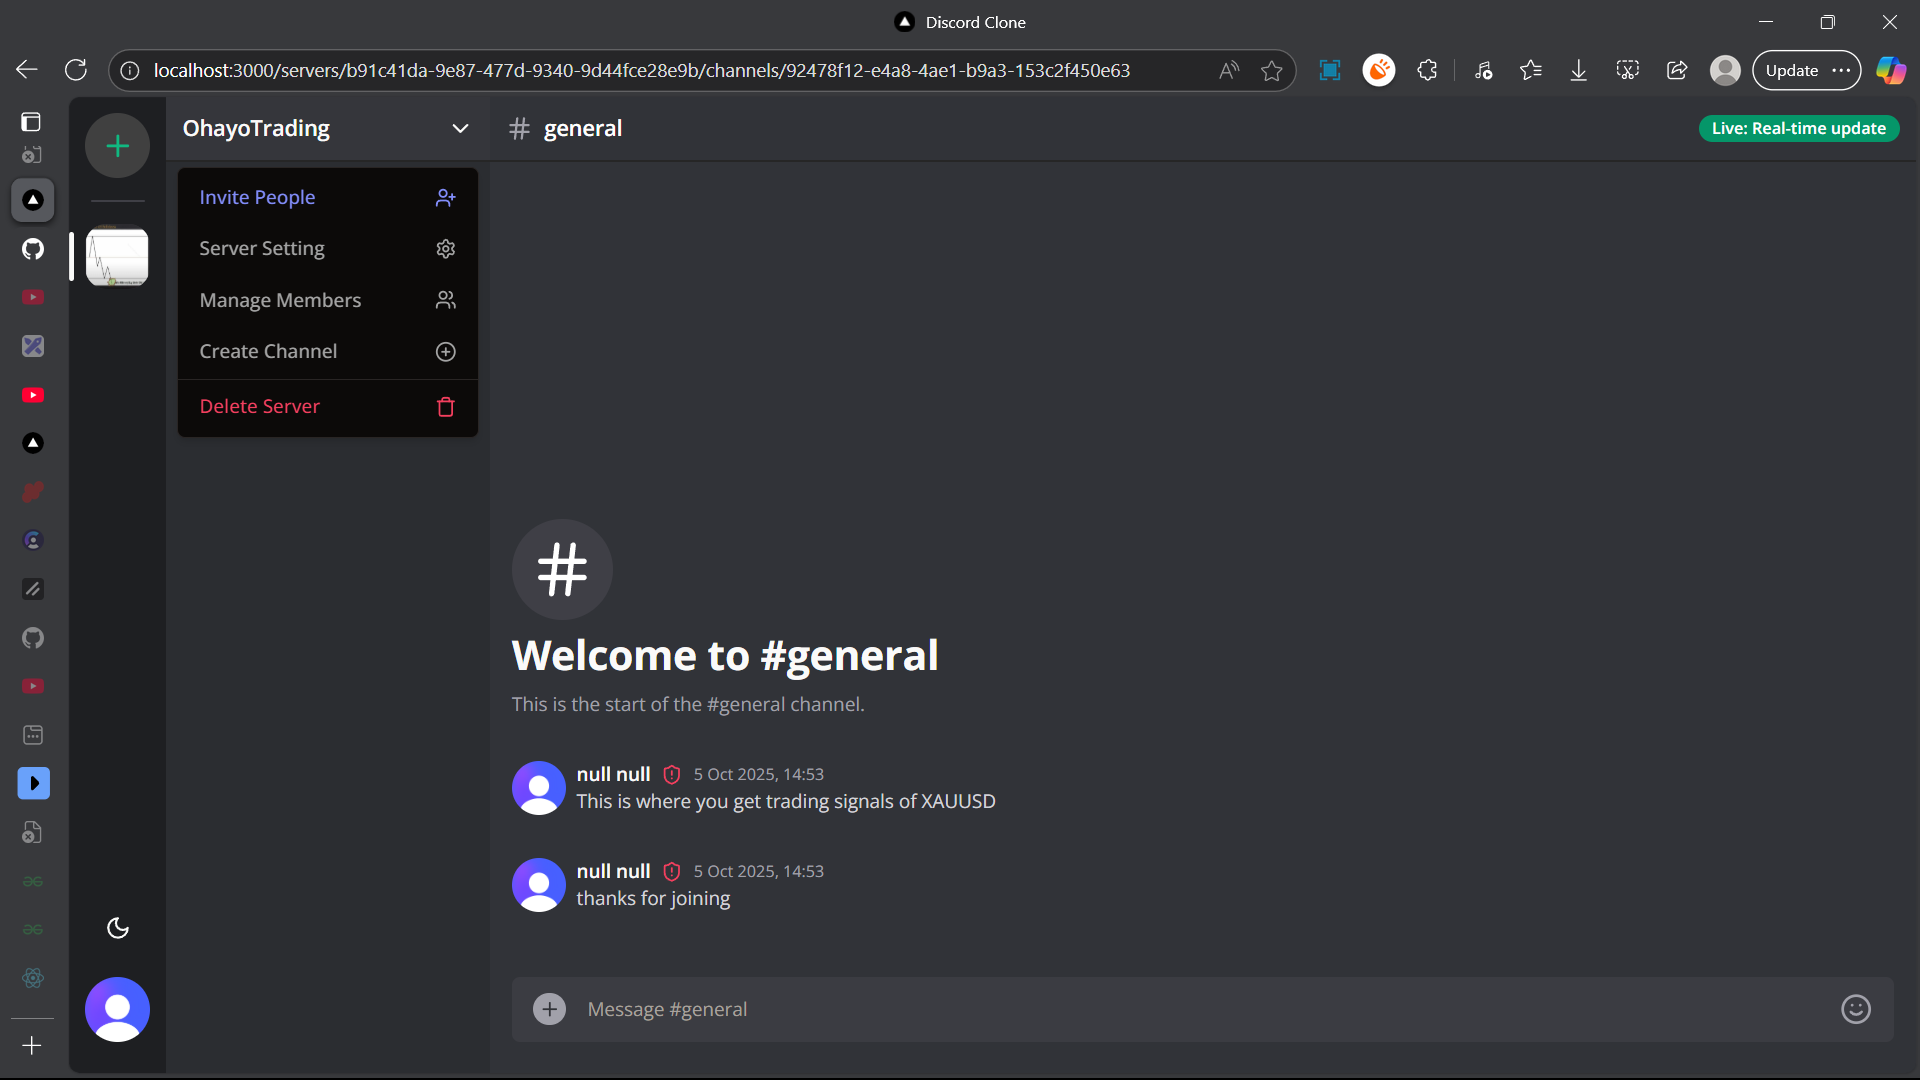 Discord Clone
localhost:3000/servers/b91c41da-9e87-477d-9340-9d44fce28e9b/channels/92478f12-e4a8-4ae1-b9a3-153c2f450e63
Update
OhayoTrading
# general
Live: Real-time update
Invite People
Server Setting
Manage Members
Create Channel
Delete Server
#
Welcome to #general
This is the start of the #general channel.
null null 5 Oct 2025, 14:53
This is where you get trading signals of XAUUSD
null null 5 Oct 2025, 14:53
thanks for joining
Message #general